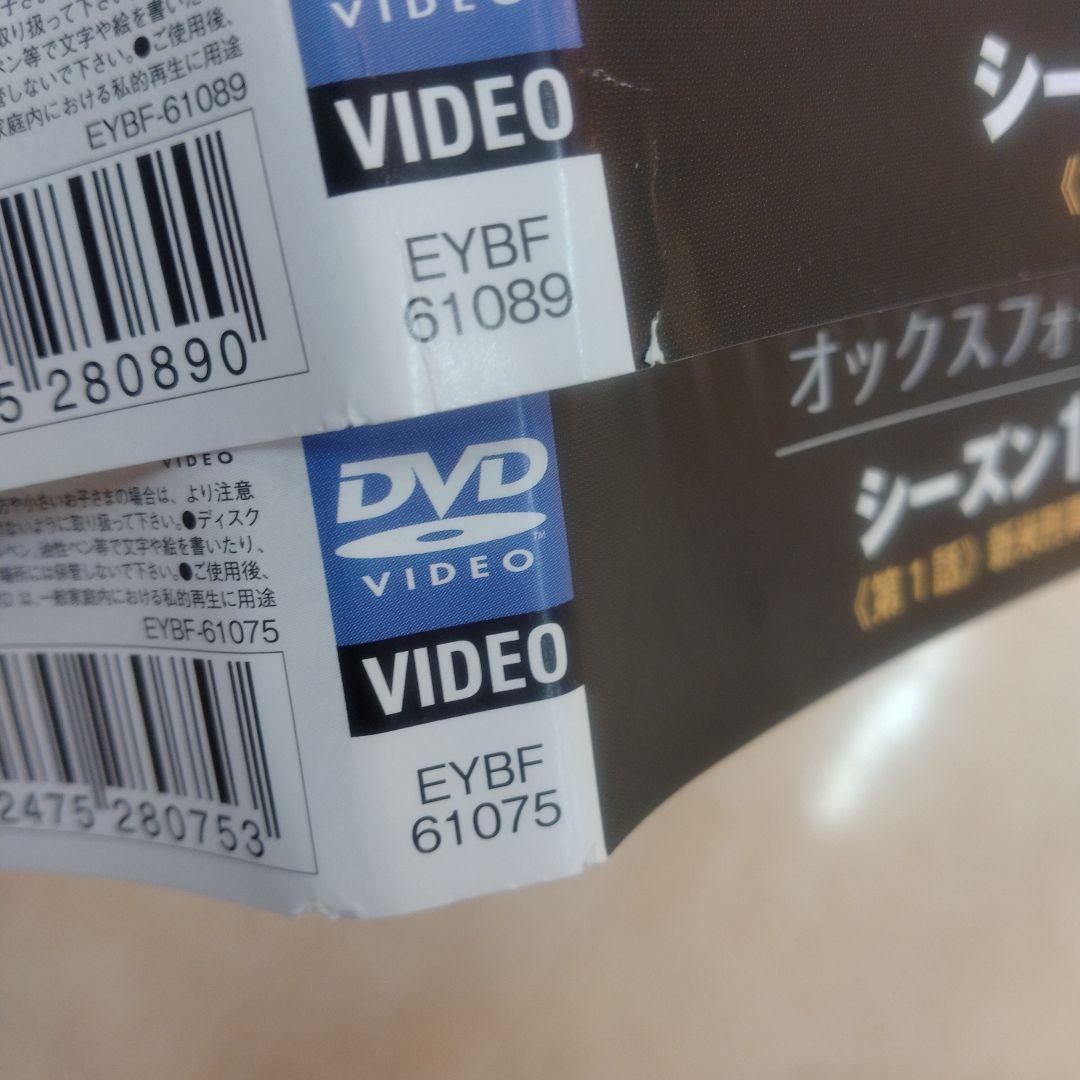 取り扱って下さい。
ペン等で文字や絵を書いたり
管しないで下さい。●ご使用後、
家庭内における私的再生に用途
EYBF-61089
5 280890
VIDEO
VIDEO
EYBF
61089
シー
《
VIDEO
方や小さいお子さまの場合は、より注意
ないように取り扱って下さい。●ディスク
ペン、油性ペン等で文字や絵を書いたり、
場所には保管しないで下さい。●ご使用後、
は、一般家庭内における私的再生に用途
EYBF-61075
2475 280753
DVD
VIDEO
TM
VIDEO
EYBF
61075
オックスフォ
シーズン1
《第1話》